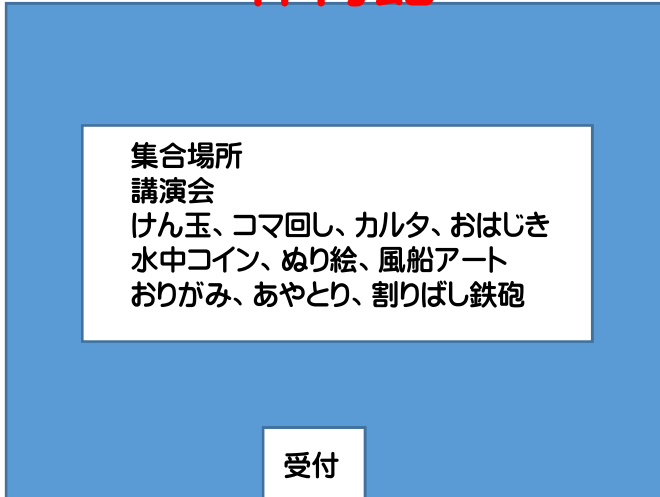 集合場所
講演会
けん玉、コマ回し、カルタ、おはじき
水中コイン、ぬり絵、風船アート
おりがみ、あやとり、割りばし鉄砲
受付